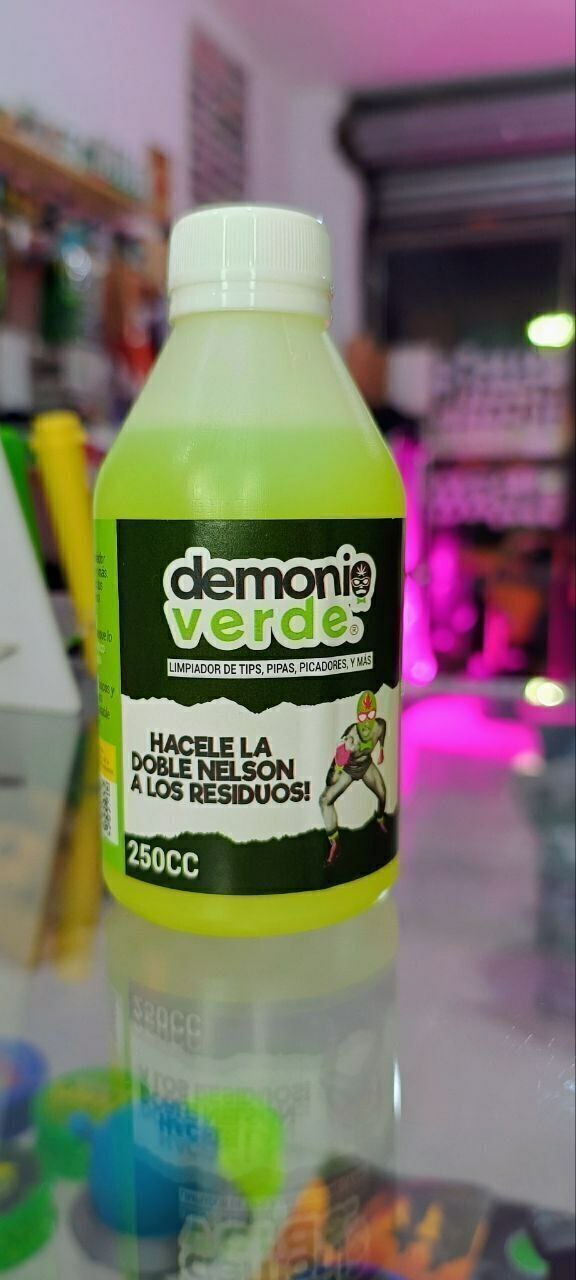 demonio
verde®
LIMPIADOR DE TIPS, PIPAS, PICADORES, Y MÁS
HACELE LA
DOBLE NELSON
A LOS RESIDUOS!
250CC